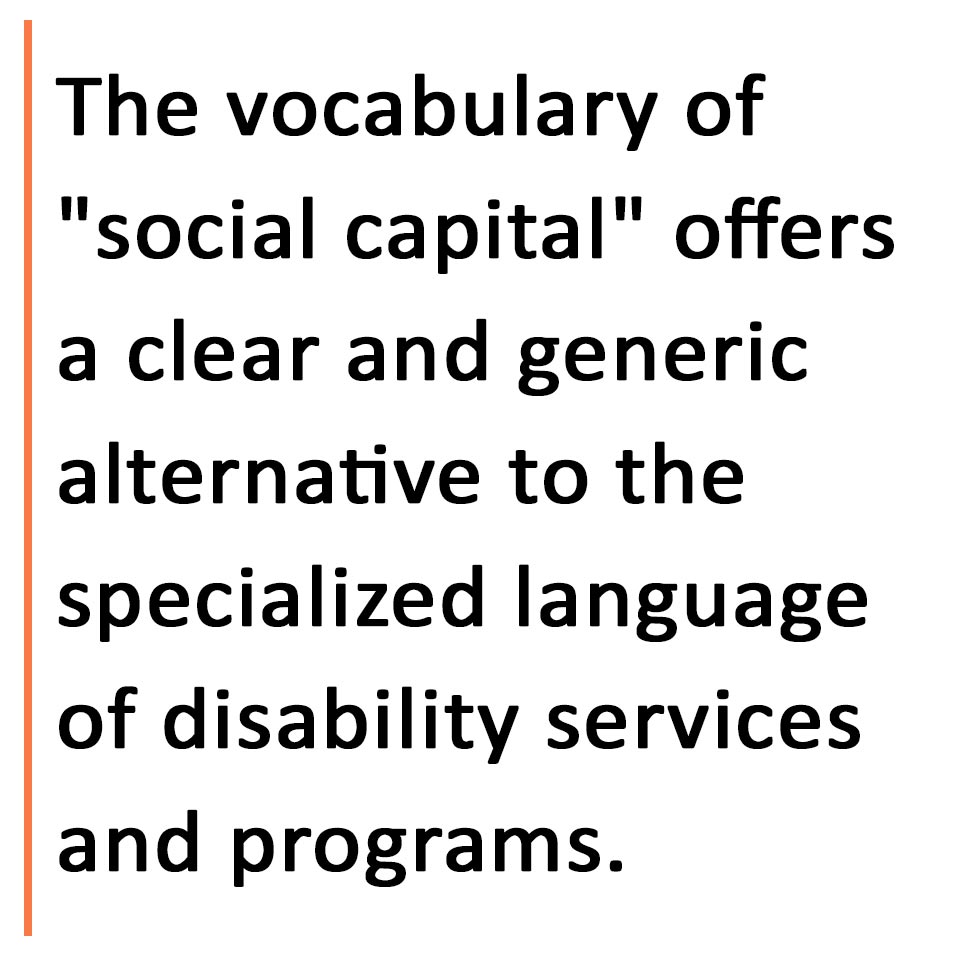 The vocabulary of
"social capital" offers
a clear and generic
alternative to the
specialized language
of disability services
and programs.